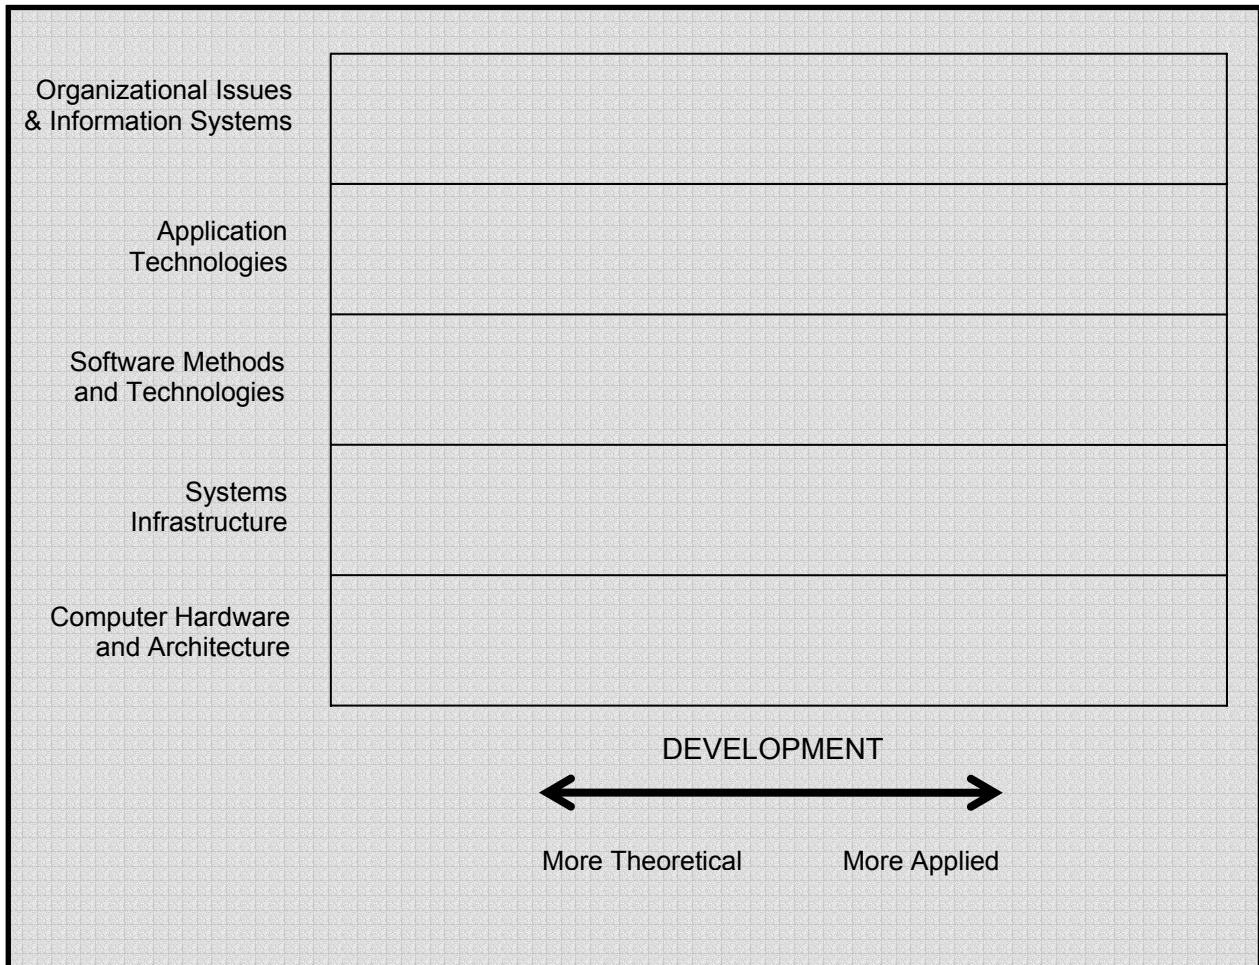 Organizational Issues
& Information Systems
Application
Technologies
Software Methods
and Technologies
Systems
Infrastructure
Computer Hardware
and Architecture
DEVELOPMENT
More Theoretical
More Applied